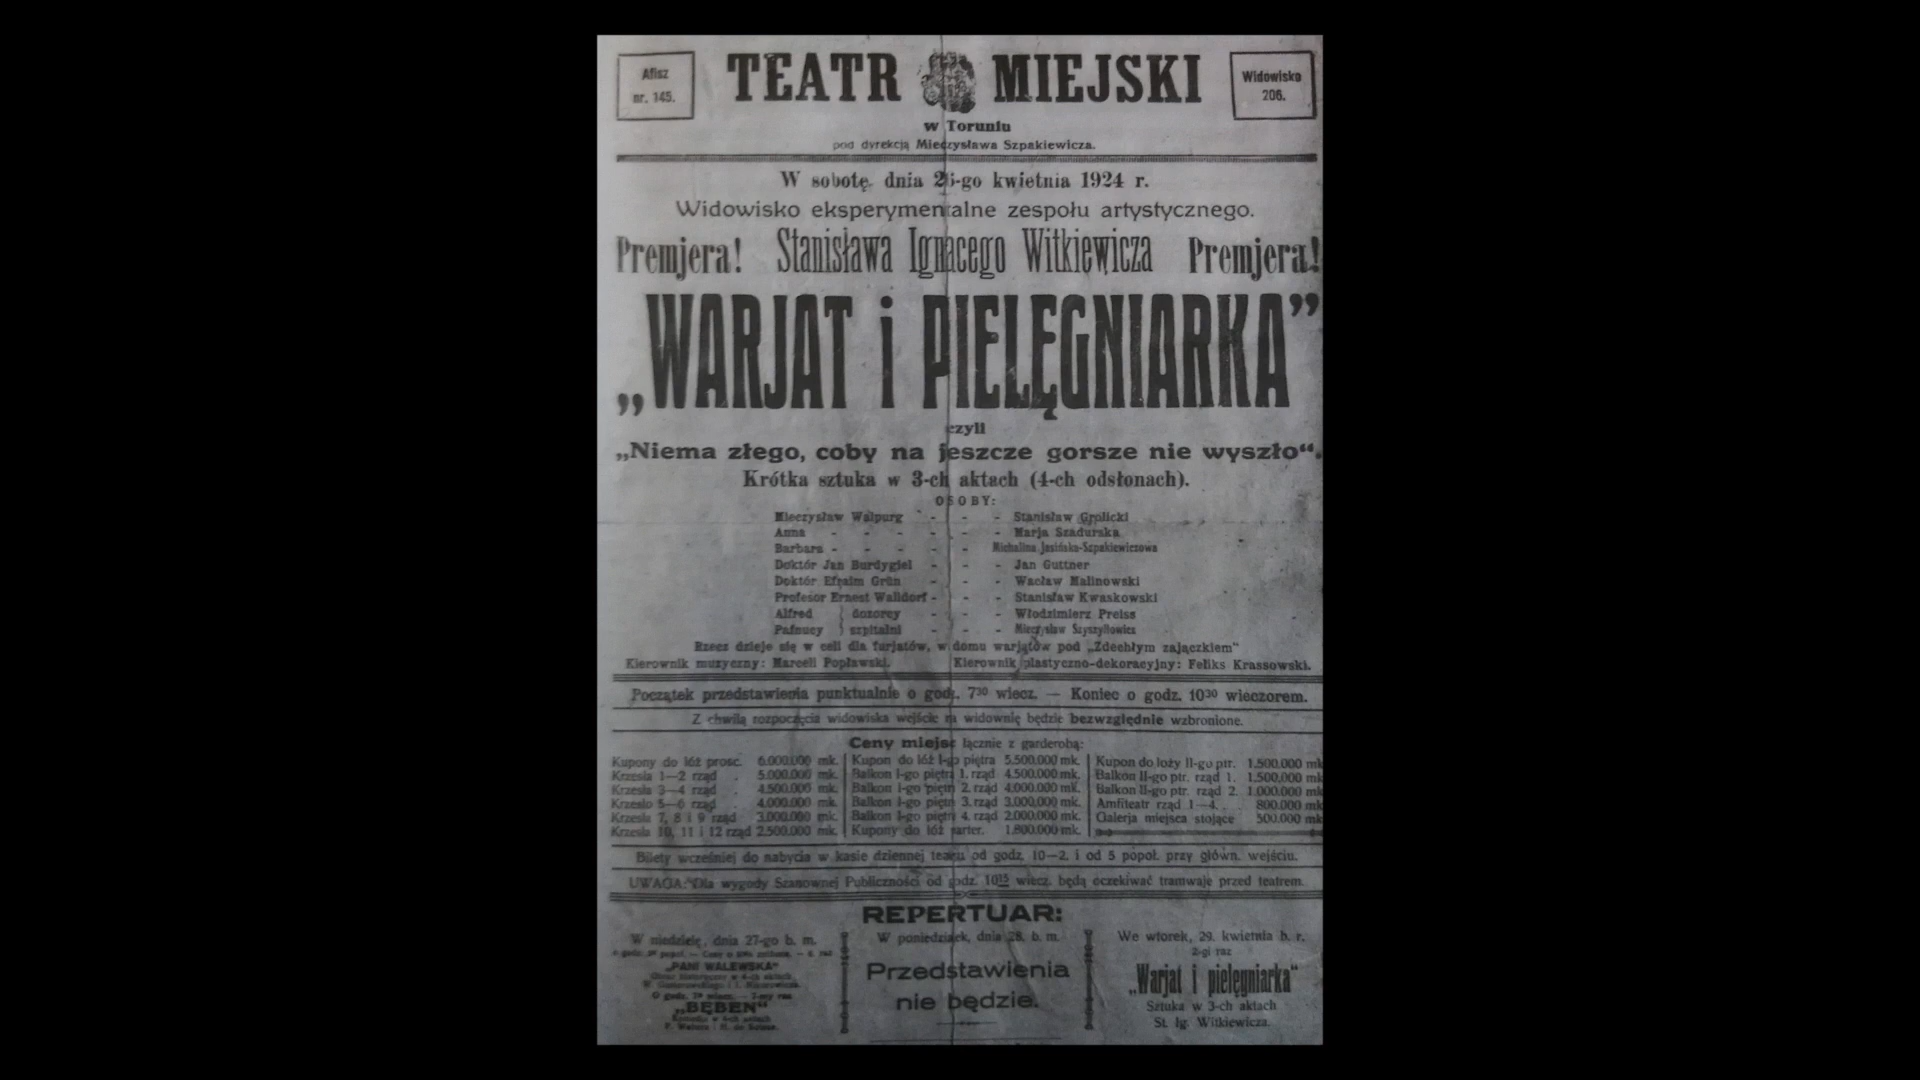 Afisz
nr. 145.
TEATR MIEJSKI
Widowisko
206.
w Toruniu
pod dyrekcją Mieczysława Szpakiewicza.
W sobotę dnia 26-go kwietnia 1924 r.
Widowisko eksperymentalne zespołu artystycznego.
Premjera! Stanisława Ignacego Witkiewicza Premjera!
„WARJAT i PIELĘGNIARKA”
czyli
„Niema złego, coby na jeszcze gorsze nie wyszło“.
Krótka sztuka w 3-ch aktach (4-ch odsłonach).
OSOBY:
Mieczysław Walpurg - - - Stanisław Grolicki
Anna - - - - - - Marja Szadurska
Barbara - - - - - Michalina Jasińska-Szpakiewiczowa
Doktór Jan Burdygiel - - - Jan Guttner
Doktór Efraim Grün - - - Wacław Malinowski
Profesor Ernest Walldorf - - - Stanisław Kwaskowski
Alfred } dozorcy - - - Włodzimierz Preiss
Pafnucy } szpitalni - - - Mieczysław Szyszyłłowicz
Rzecz dzieje się w celi dla furjatów, w domu warjatów pod „Zdechłym zajączkiem”
Kierownik muzyczny: Marceli Popławski. Kierownik plastyczno-dekoracyjny: Feliks Krassowski.
Początek przedstawienia punktualnie o godz. 7³⁰ wiecz. — Koniec o godz. 10³⁰ wieczorem.
Z chwilą rozpoczęcia widowiska wejście na widownię będzie bezwzględnie wzbronione.
Ceny miejsc łącznie z garderobą:
Kupony do lóż prosc. 6.000.000 mk.
Krzesła 1—2 rząd . 5.000.000 mk.
Krzesła 3—4 rząd . 4.500.000 mk.
Krzesło 5—6 rząd . 4.000.000 mk.
Krzesła 7, 8 i 9 rząd 3.000.000 mk.
Krzesła 10, 11 i 12 rząd 2.500.000 mk.
Kupon do lóż I-go piętra 5.500.000 mk.
Balkon I-go piętra 1. rząd 4.500.000 mk.
Balkon I-go piętra 2. rząd 4.000.000 mk.
Balkon I-go piętra 3. rząd 3.000.000 mk.
Balkon I-go piętra 4. rząd 2.000.000 mk.
Kupony do lóż parter. 1.800.000 mk.
Kupon do loży II-go ptr. 1.500.000 mk
Balkon II-go ptr. rząd 1. 1.500.000 mk
Balkon II-go ptr. rząd 2. 1.000.000 mk
Amfiteatr rząd 1—4. . . 800.000 mk
Galerja miejsca stojące 500.000 mk
Bilety wcześniej do nabycia w kasie dziennej teatru od godz. 10—2. i od 5 popoł. przy główn. wejściu.
UWAGA: Dla wygody Szanownej Publiczności od godz. 10¹⁵ wiecz. będą oczekiwać tramwaje przed teatrem.
REPERTUAR:
W niedzielę, dnia 27-go b. m.
„PANI WALEWSKA“
„BĘBEN“
W poniedziałek, dnia 28. b. m.
Przedstawienia
nie będzie.
We wtorek, 29. kwietnia b. r.
2-gi raz
„Warjat i pielęgniarka“
Sztuka w 3-ch aktach
St. Ig. Witkiewicza.